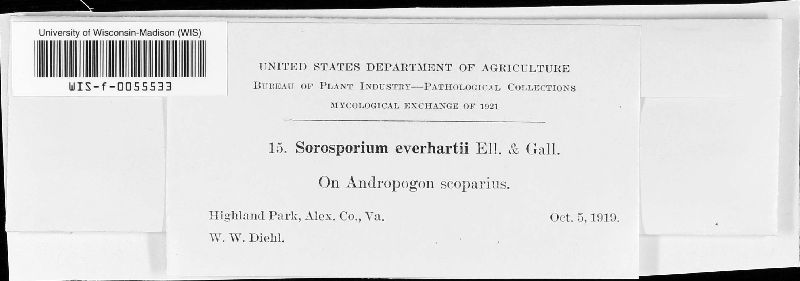 University of Wisconsin-Madison (WIS)
WIS-f-0055533
UNITED STATES DEPARTMENT OF AGRICULTURE
BUREAU OF PLANT INDUSTRY—PATHOLOGICAL COLLECTIONS
MYCOLOGICAL EXCHANGE OF 1921
15. Sorosporium everhartii Ell. & Gall.
On Andropogon scoparius.
Highland Park, Alex. Co., Va. Oct. 5, 1919.
W. W. Diehl.